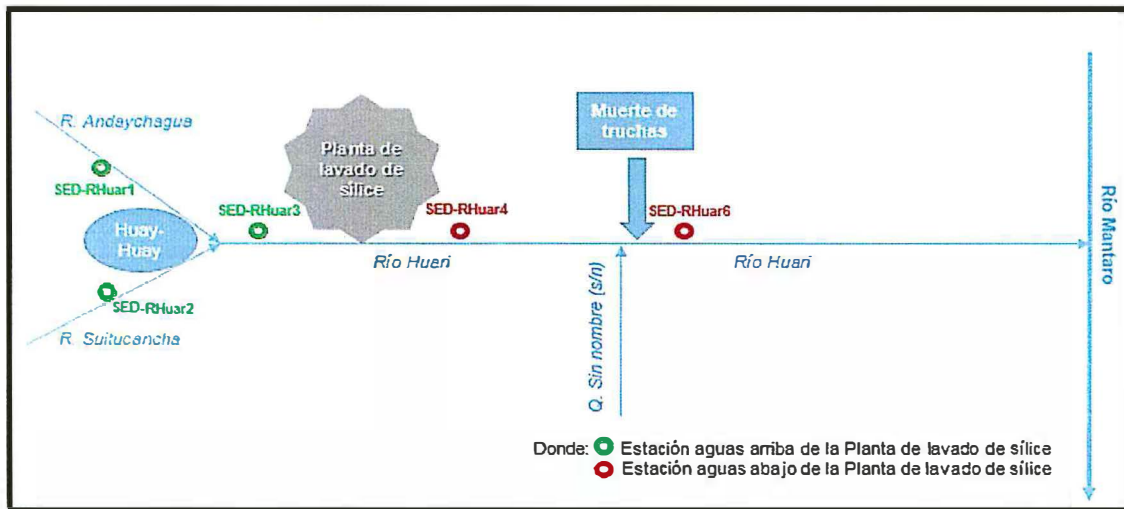 R. Andaychagua
SED-RHuar1
Huay-
Huay
SED-RHuar2
R. Suitucancha
SED-RHuar3
Planta de
lavado de
sílice
SED-RHuar4
Río Huari
Muerte de
truchas
SED-RHuar6
Río Huari
Q. Sin nombre (s/n)
Río Mantaro
Donde: Estación aguas arriba de la Planta de lavado de sílice
Estación aguas abajo de la Planta de lavado de sílice